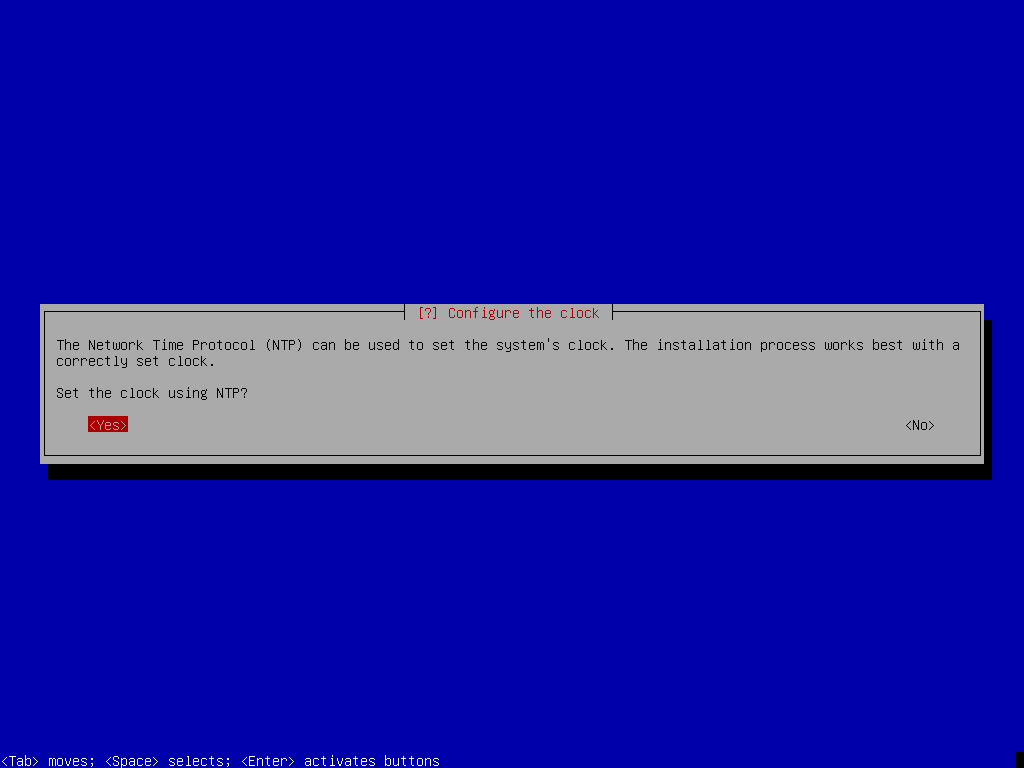 [?] Configure the clock
The Network Time Protocol (NTP) can be used to set the system's clock. The installation process works best with a
correctly set clock.
Set the clock using NTP?
<Yes> <No>
<Tab> moves; <Space> selects; <Enter> activates buttons